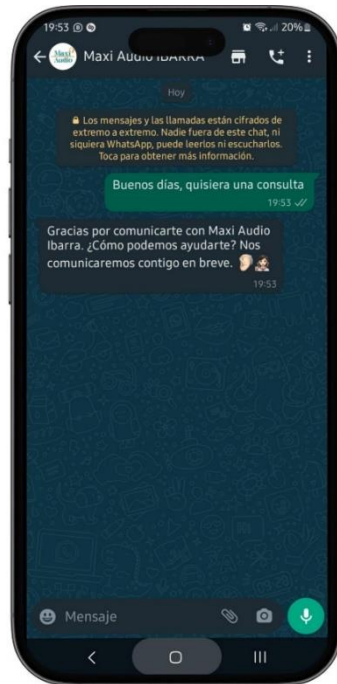 19:53
20%
Maxi Audio
Maxi Audio IBARRA
Hoy
Los mensajes y las llamadas están cifrados de
extremo a extremo. Nadie fuera de este chat, ni
siquiera WhatsApp, puede leerlos ni escucharlos.
Toca para obtener más información.
Buenos días, quisiera una consulta
19:53
Gracias por comunicarte con Maxi Audio
Ibarra. ¿Cómo podemos ayudarte? Nos
comunicaremos contigo en breve.
19:53
Mensaje